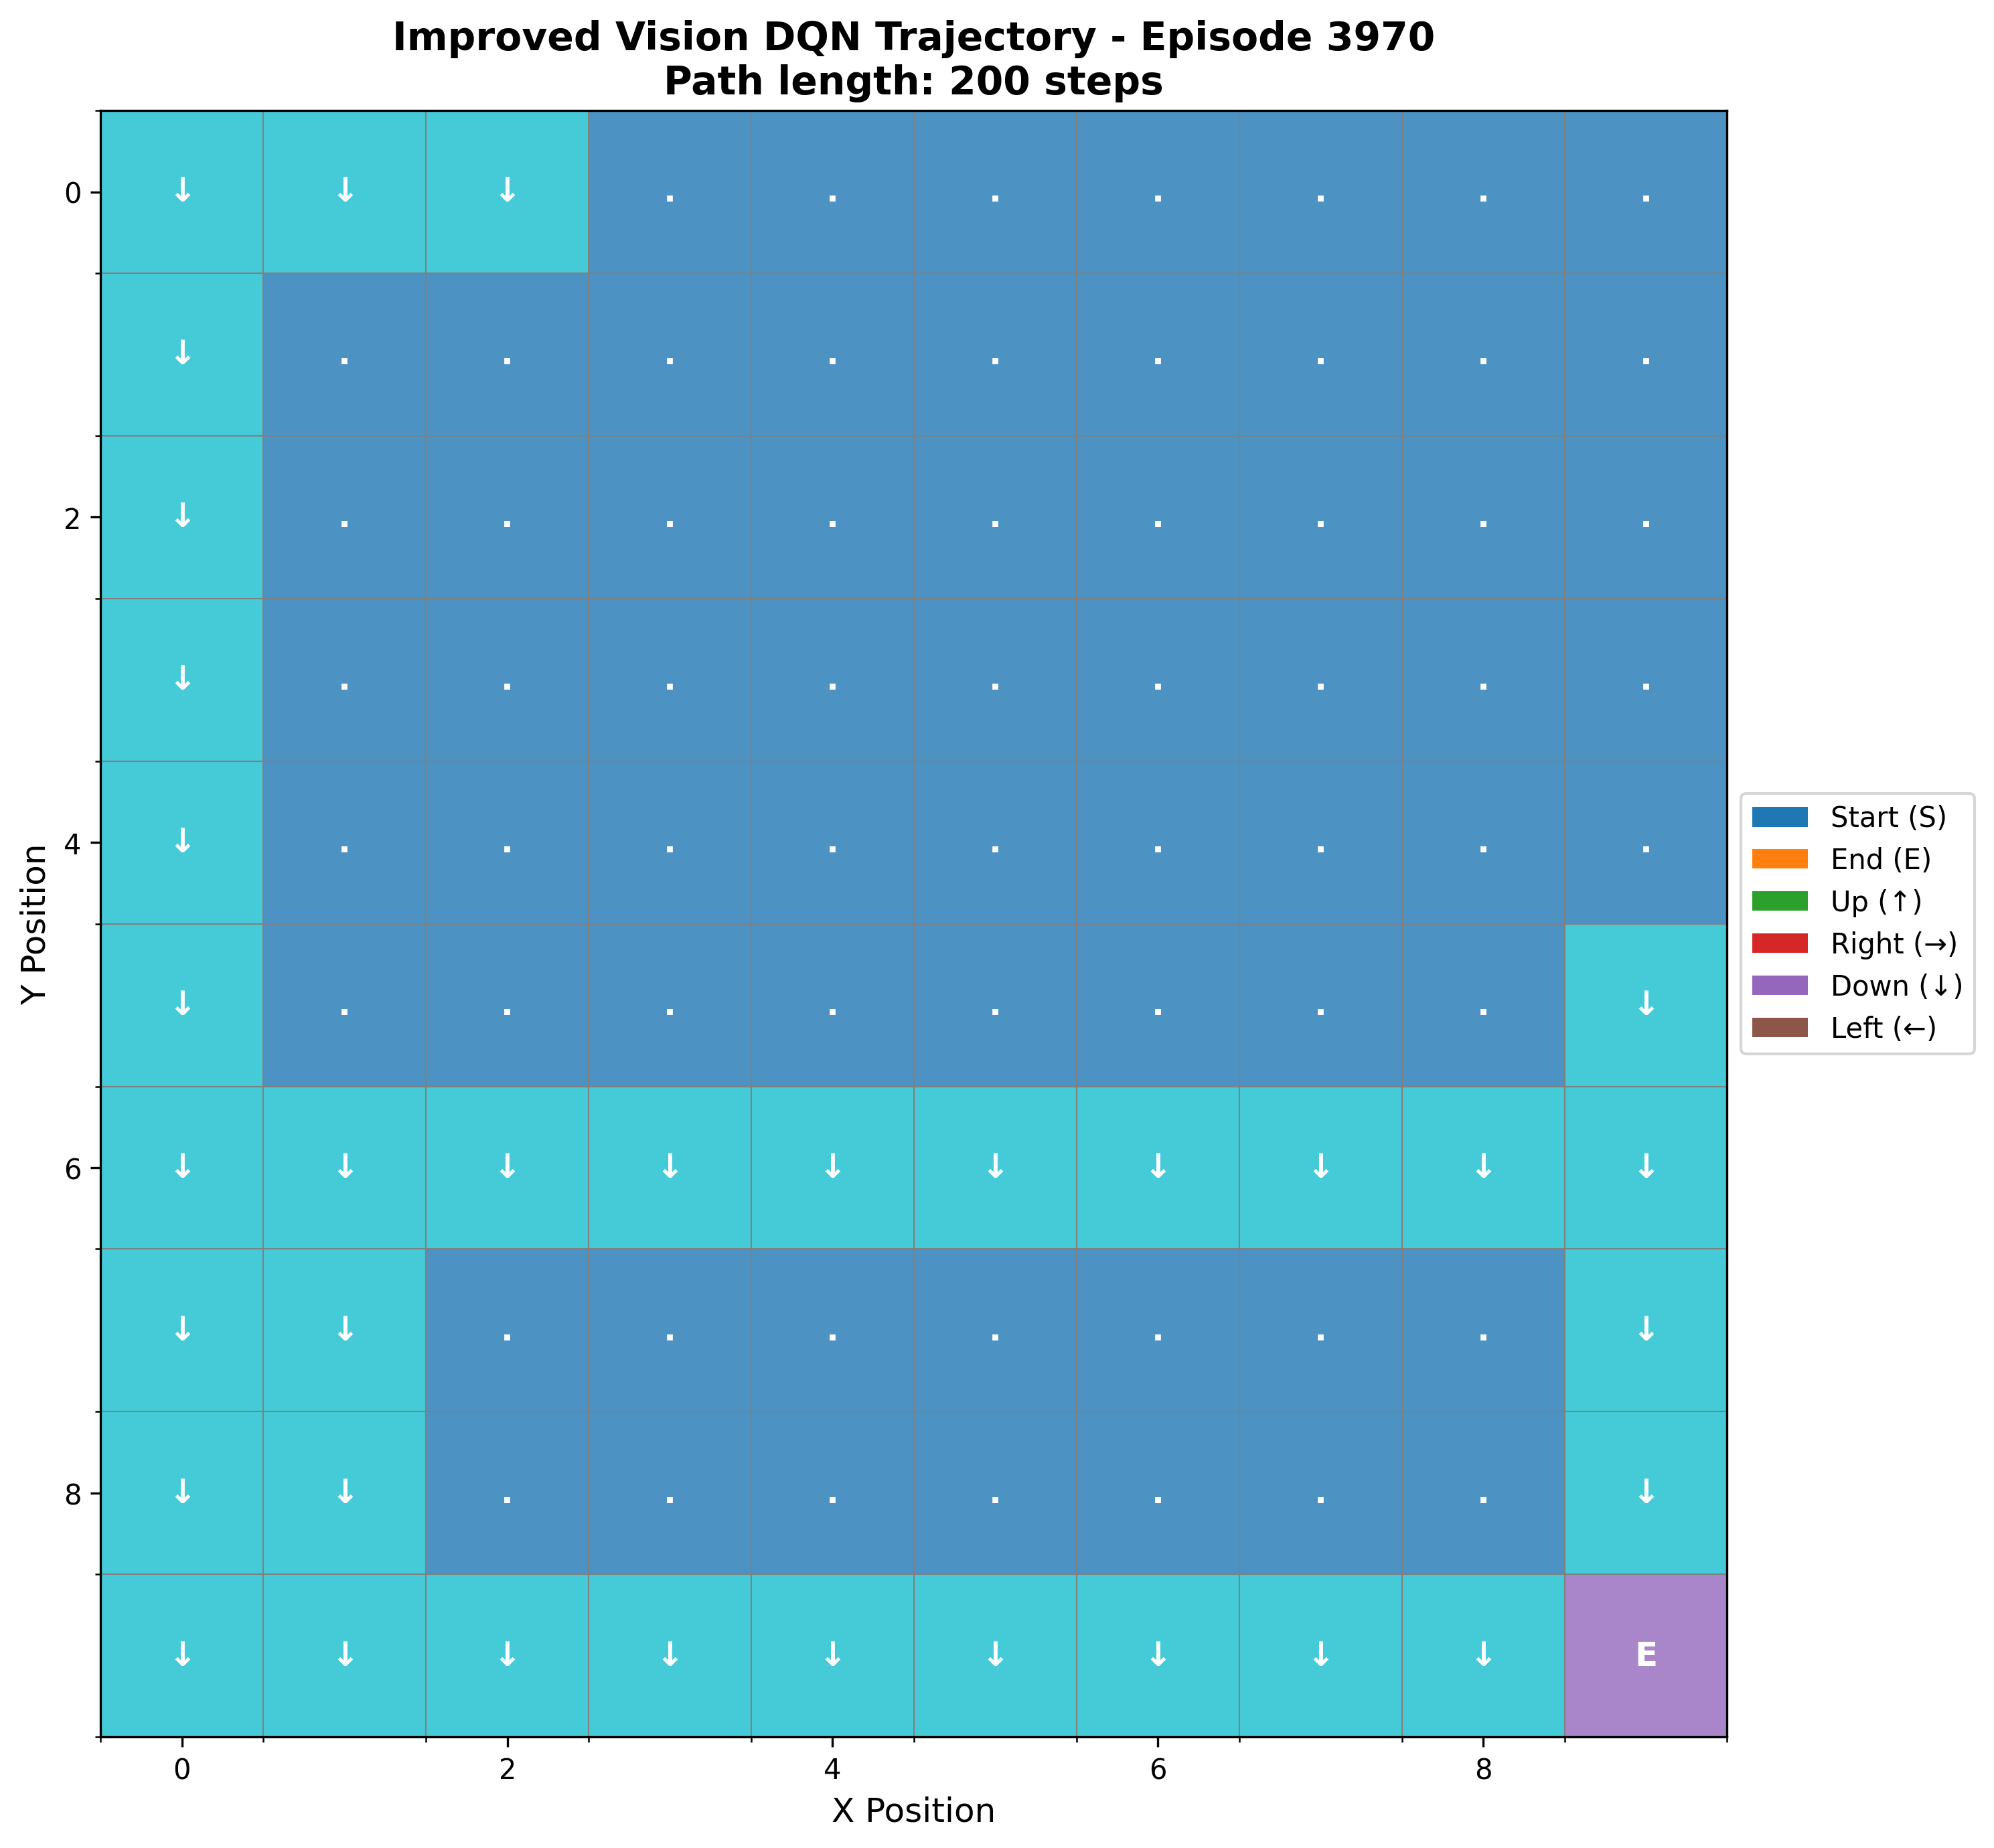 Improved Vision DQN Trajectory - Episode 3970
Path length: 200 steps
Y Position
0 ↓ ↓ ↓ . . . . . . .
↓ . . . . . . . . .
2 ↓ . . . . . . . . .
↓ . . . . . . . . .
4 ↓ . . . . . . . . .
↓ . . . . . . . . ↓
6 ↓ ↓ ↓ ↓ ↓ ↓ ↓ ↓ ↓ ↓
↓ ↓ . . . . . . . ↓
8 ↓ ↓ . . . . . . . ↓
↓ ↓ ↓ ↓ ↓ ↓ ↓ ↓ ↓ E
0 2 4 6 8
X Position
Start (S)
End (E)
Up (↑)
Right (→)
Down (↓)
Left (←)